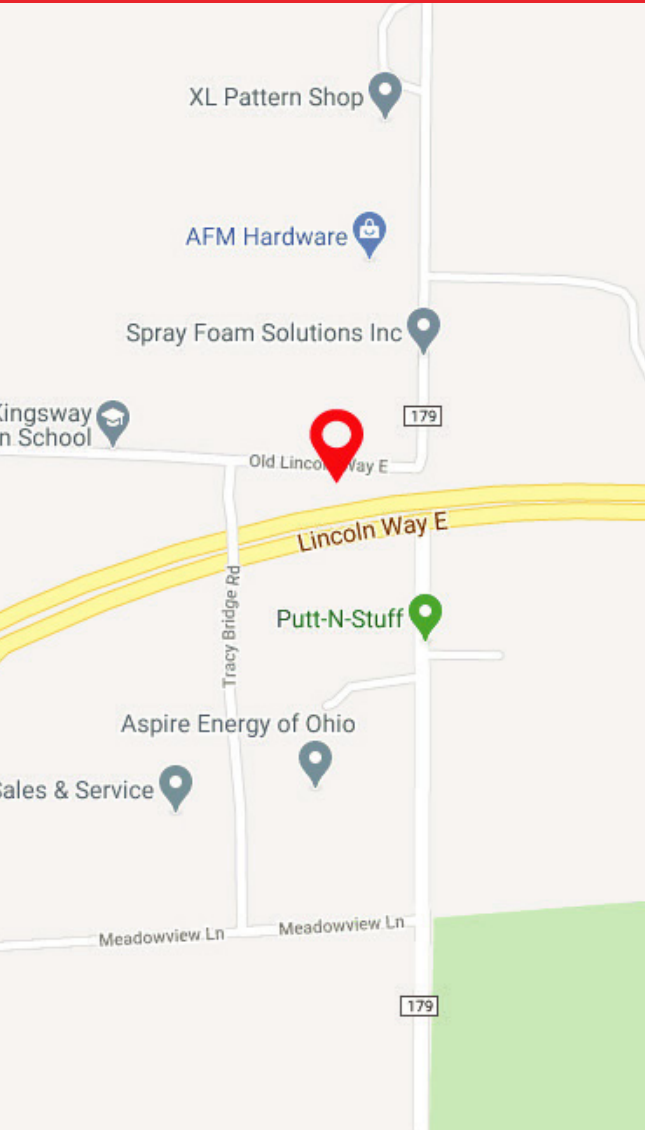 XL Pattern Shop
AFM Hardware
Spray Foam Solutions Inc
179
Kingsway
n School
Old Lincoln Way E
Lincoln Way E
Tracy Bridge Rd
Putt-N-Stuff
Aspire Energy of Ohio
Sales & Service
Meadowview Ln
Meadowview Ln
179